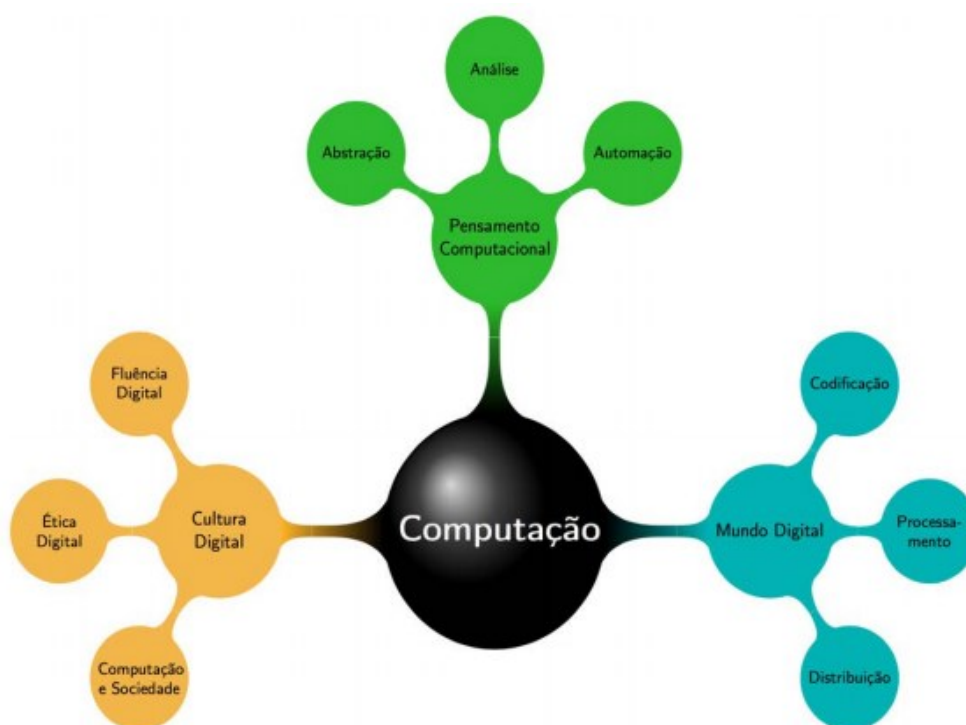 Análise
Abstração
Automação
Pensamento
Computacional
Fluência
Digital
Codificação
Ética
Digital
Cultura
Digital
Computação
Mundo Digital
Processa-
mento
Computação
e Sociedade
Distribuição